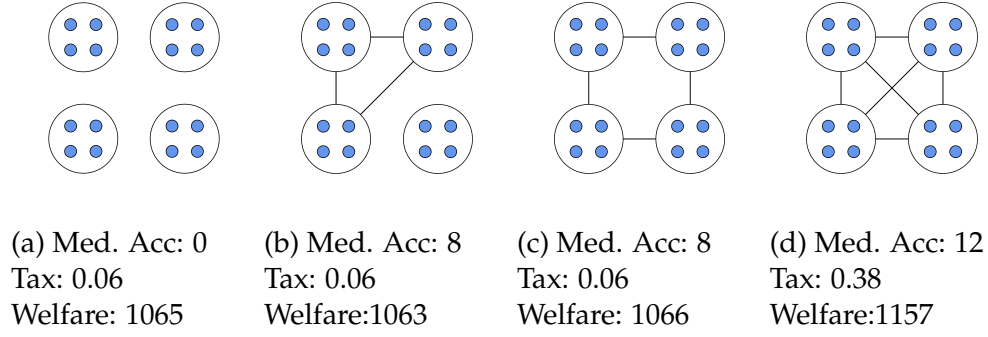 (a) Med. Acc: 0
Tax: 0.06
Welfare: 1065
(b) Med. Acc: 8
Tax: 0.06
Welfare:1063
(c) Med. Acc: 8
Tax: 0.06
Welfare: 1066
(d) Med. Acc: 12
Tax: 0.38
Welfare:1157